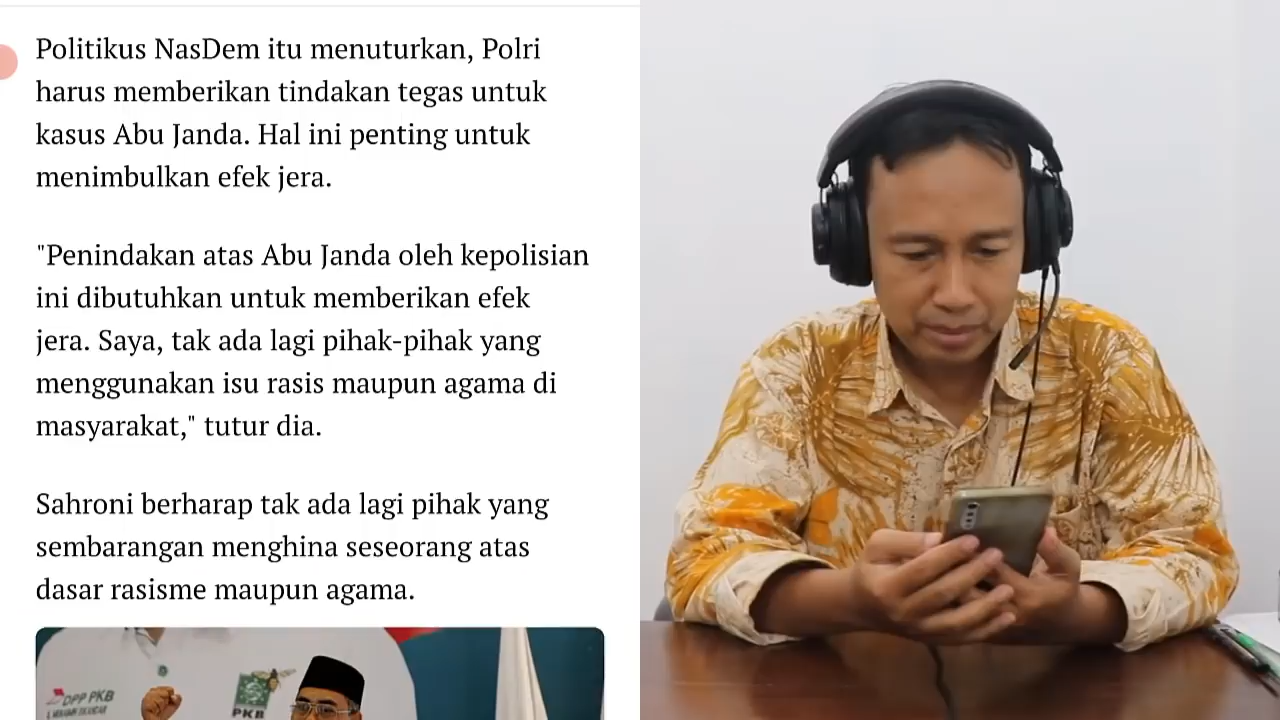 Politikus NasDem itu menuturkan, Polri
harus memberikan tindakan tegas untuk
kasus Abu Janda. Hal ini penting untuk
menimbulkan efek jera.
"Penindakan atas Abu Janda oleh kepolisian
ini dibutuhkan untuk memberikan efek
jera. Saya, tak ada lagi pihak-pihak yang
menggunakan isu rasis maupun agama di
masyarakat," tutur dia.
Sahroni berharap tak ada lagi pihak yang
sembarangan menghina seseorang atas
dasar rasisme maupun agama.
DPP PKB
PKB